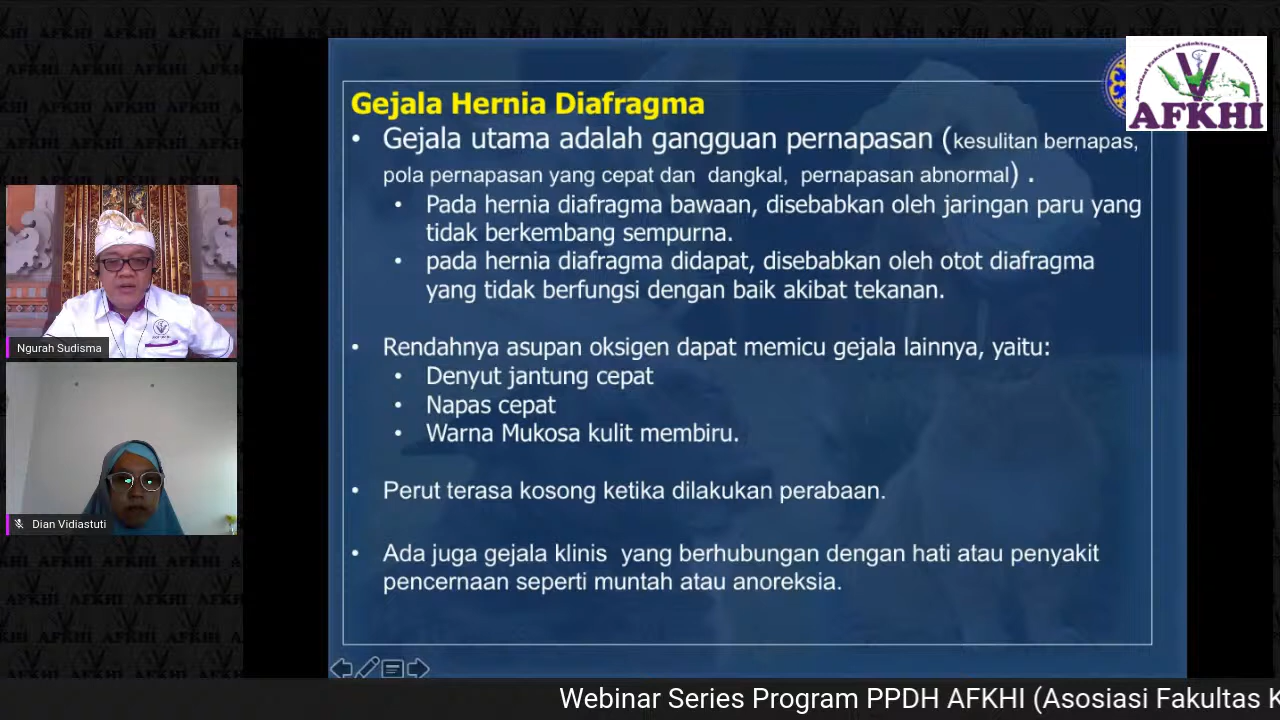 Gejala Hernia Diafragma
• Gejala utama adalah gangguan pernapasan (kesulitan bernapas,
pola pernapasan yang cepat dan dangkal, pernapasan abnormal) .
• Pada hernia diafragma bawaan, disebabkan oleh jaringan paru yang
tidak berkembang sempurna.
• pada hernia diafragma didapat, disebabkan oleh otot diafragma
yang tidak berfungsi dengan baik akibat tekanan.
• Rendahnya asupan oksigen dapat memicu gejala lainnya, yaitu:
• Denyut jantung cepat
• Napas cepat
• Warna Mukosa kulit membiru.
• Perut terasa kosong ketika dilakukan perabaan.
• Ada juga gejala klinis yang berhubungan dengan hati atau penyakit
pencernaan seperti muntah atau anoreksia.
AFKHI
Ngurah Sudisma
Dian Vidiastuti
Webinar Series Program PPDH AFKHI (Asosiasi Fakultas K